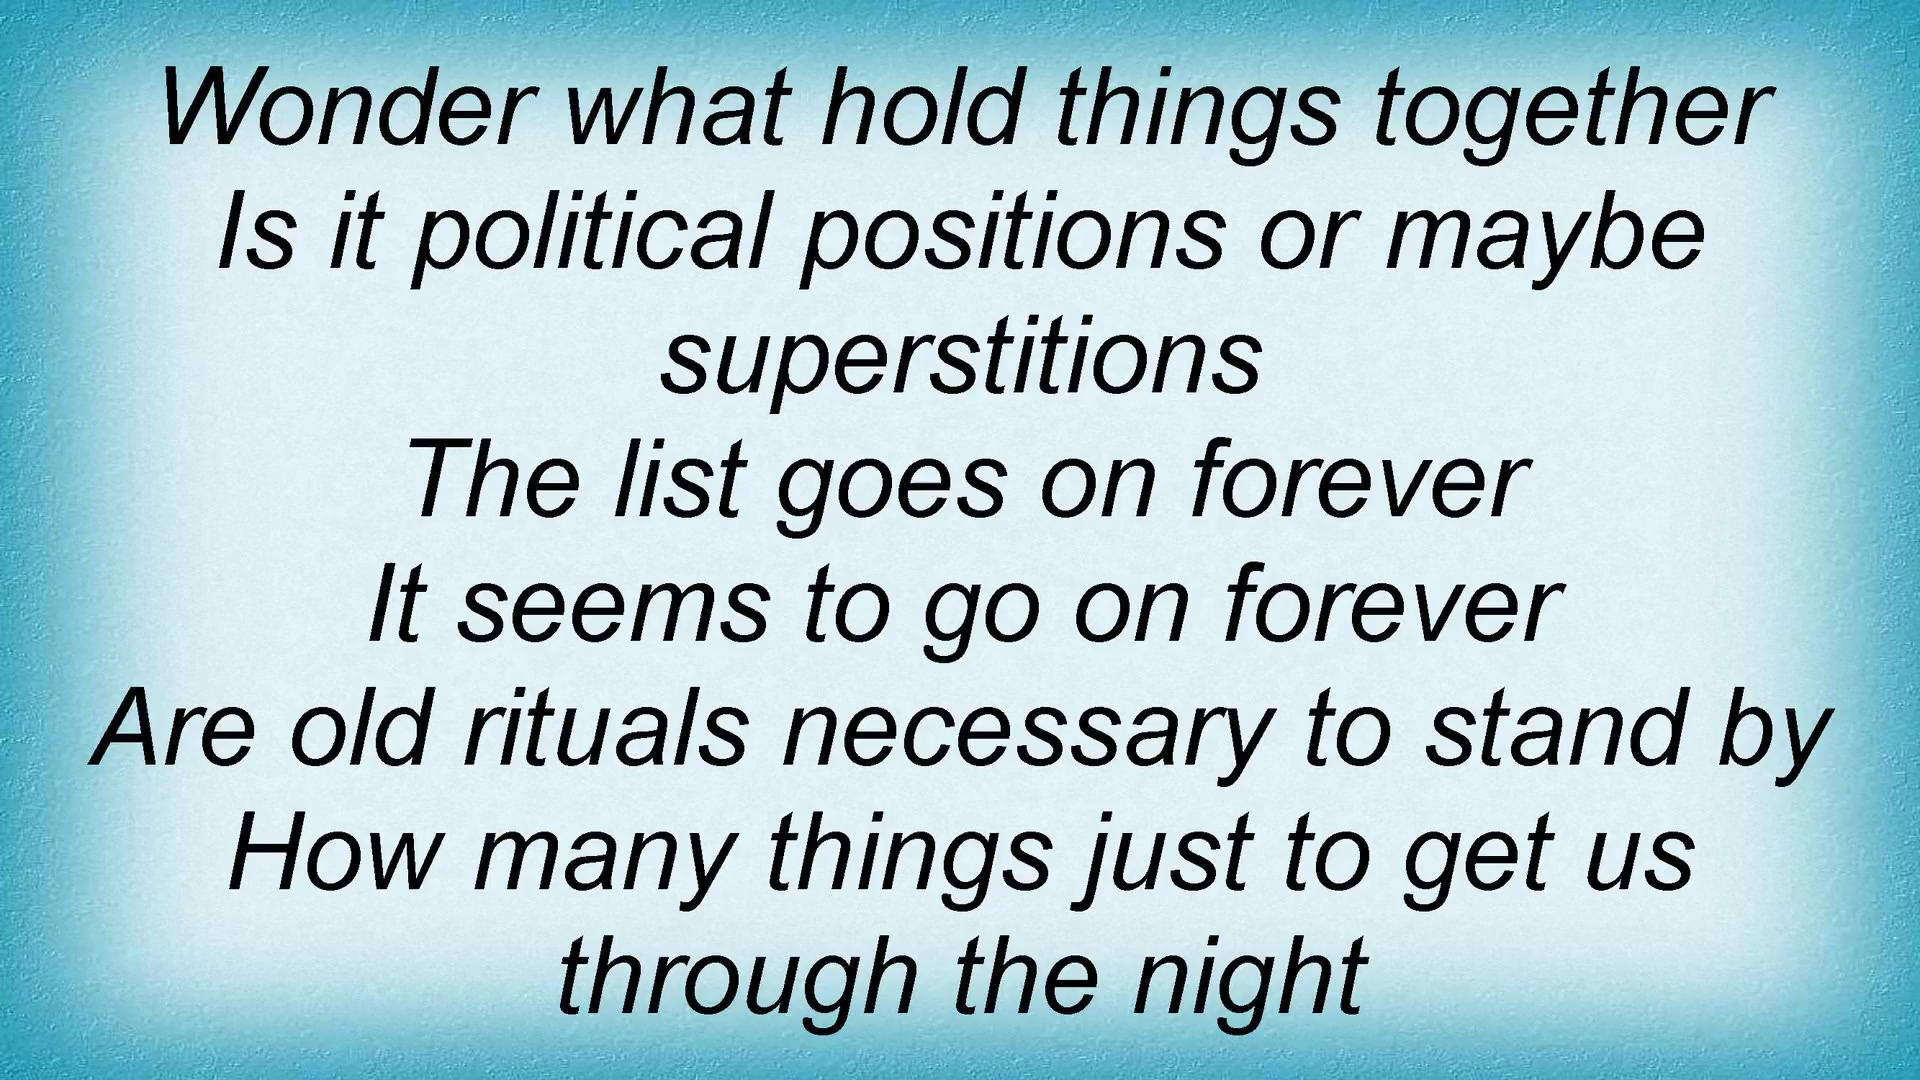 Wonder what hold things together
Is it political positions or maybe
superstitions
The list goes on forever
It seems to go on forever
Are old rituals necessary to stand by
How many things just to get us
through the night